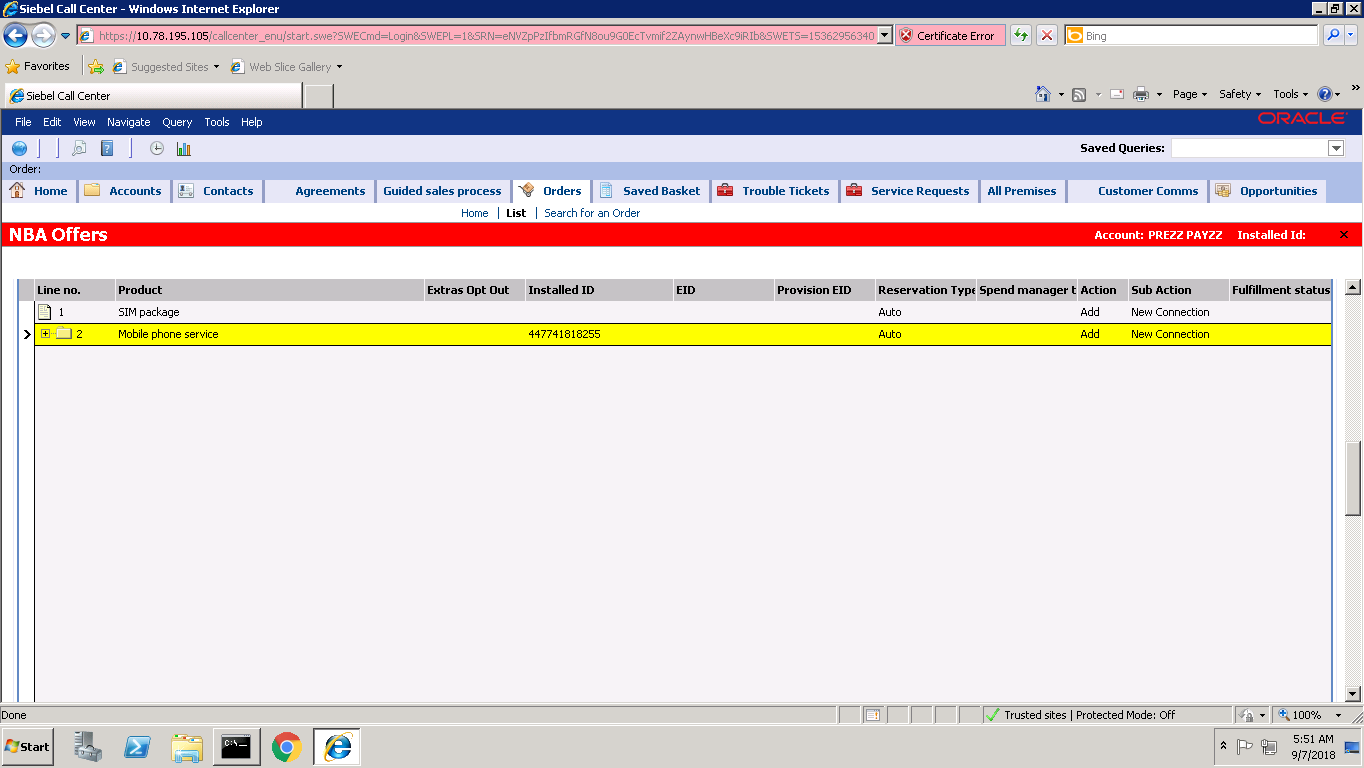 Siebel Call Center - Windows Internet Explorer
https://10.78.195.105/callcenter_enu/start.swe?SWECmd=Login&SWEPL=1&SRN=eNVZpPzIfbmRGfN8ou9G0EcTvmif2ZAynwHBeXc9iRIb&SWETS=15362956340 Certificate Error Bing
Favorites Suggested Sites Web Slice Gallery
Siebel Call Center Page Safety Tools
File Edit View Navigate Query Tools Help ORACLE
Saved Queries:
Order:
Home Accounts Contacts Agreements Guided sales process Orders Saved Basket Trouble Tickets Service Requests All Premises Customer Comms Opportunities
Home List Search for an Order
NBA Offers Account: PREZZ PAYZZ Installed Id:
Line no. Product Extras Opt Out Installed ID EID Provision EID Reservation Type Spend manager t Action Sub Action Fulfillment status
1 SIM package Auto Add New Connection
2 Mobile phone service 447741818255 Auto Add New Connection
Done Trusted sites | Protected Mode: Off 100%
Start 5:51 AM
9/7/2018